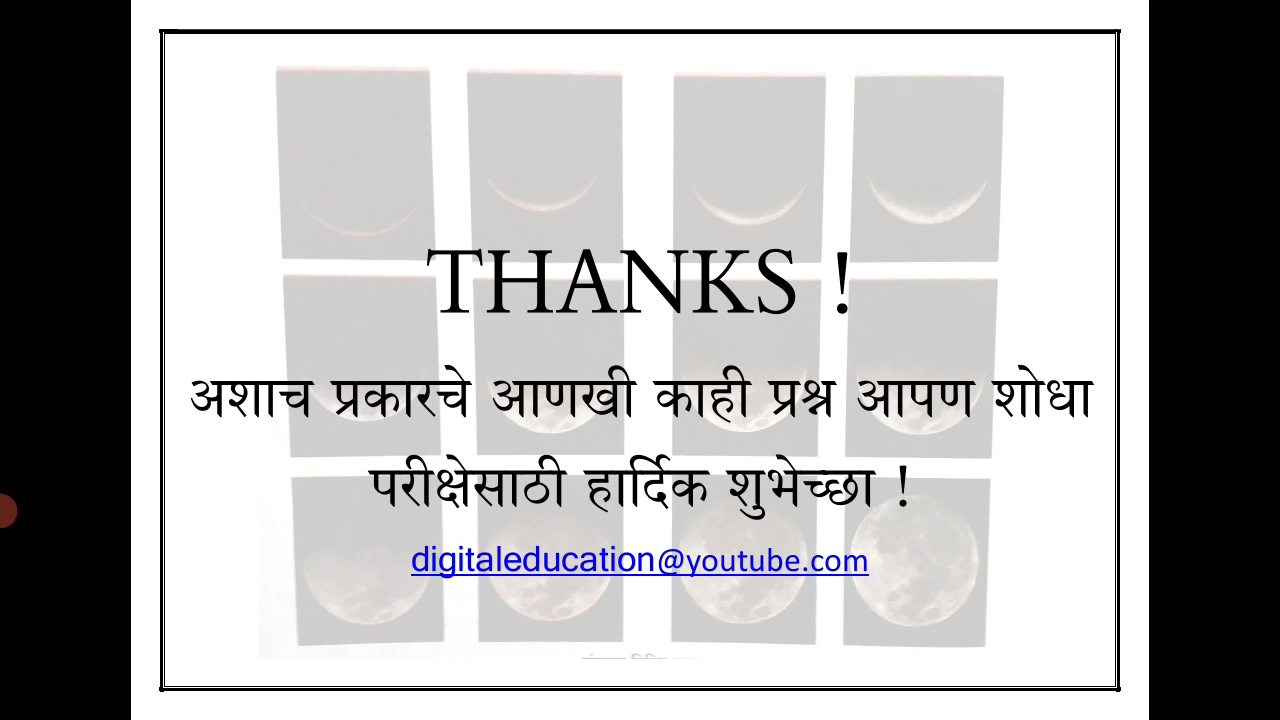 THANKS !
अशाच प्रकारचे आणखी काही प्रश्न आपण शोधा
परीक्षेसाठी हार्दिक शुभेच्छा !
digitaleducation@youtube.com